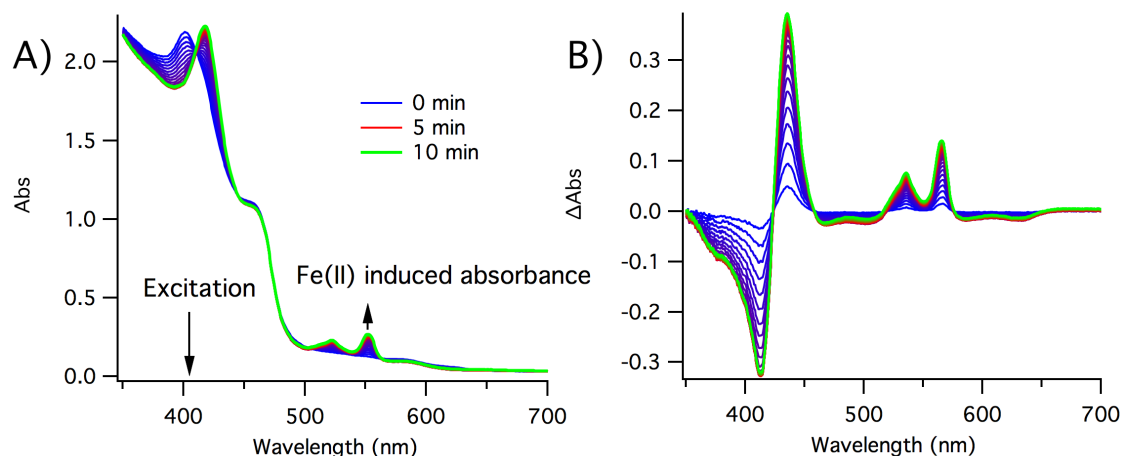 A)
2.0
1.5
1.0
0.5
0.0
Abs
0 min
5 min
10 min
Excitation
Fe(II) induced absorbance
400
500
600
700
Wavelength (nm)
B)
0.3
0.2
0.1
0.0
-0.1
-0.2
-0.3
ΔAbs
400
500
600
700
Wavelength (nm)